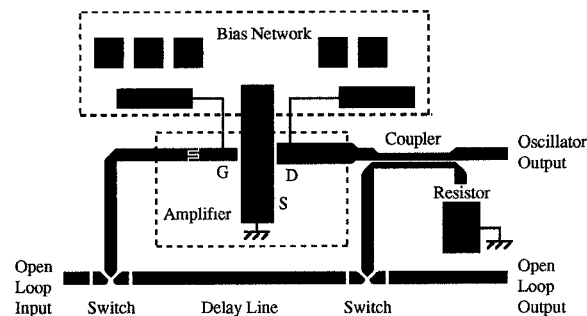 Bias Network
Coupler
Oscillator
Output
G
D
S
Amplifier
Resistor
Open
Loop
Input
Switch
Delay Line
Switch
Open
Loop
Output